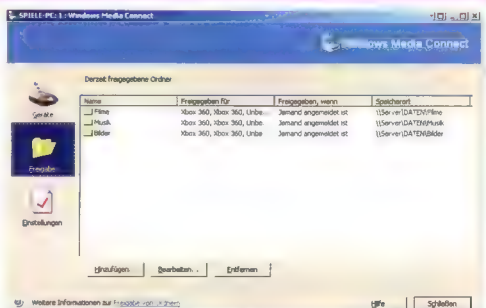 SPIELE-PC: 1 : Windows Media Connect
Windows Media Connect
Derzeit freigegebene Ordner
Name Freigegeben für Freigegeben, wenn Speicherort
Filme Xbox 360, Xbox 360, Unbe... Jemand angemeldet ist \\Server\DATEN\Filme
Musik Xbox 360, Xbox 360, Unbe... Jemand angemeldet ist \\Server\DATEN\Musik
Bilder Xbox 360, Xbox 360, Unbe Jemand angemeldet ist \\Server\DATEN\Bilder
Geräte
Freigabe
Einstellungen
Hinzufügen Bearbeiten... Entfernen
Weitere Informationen zur Freigabe von Ordnern
Hilfe Schließen